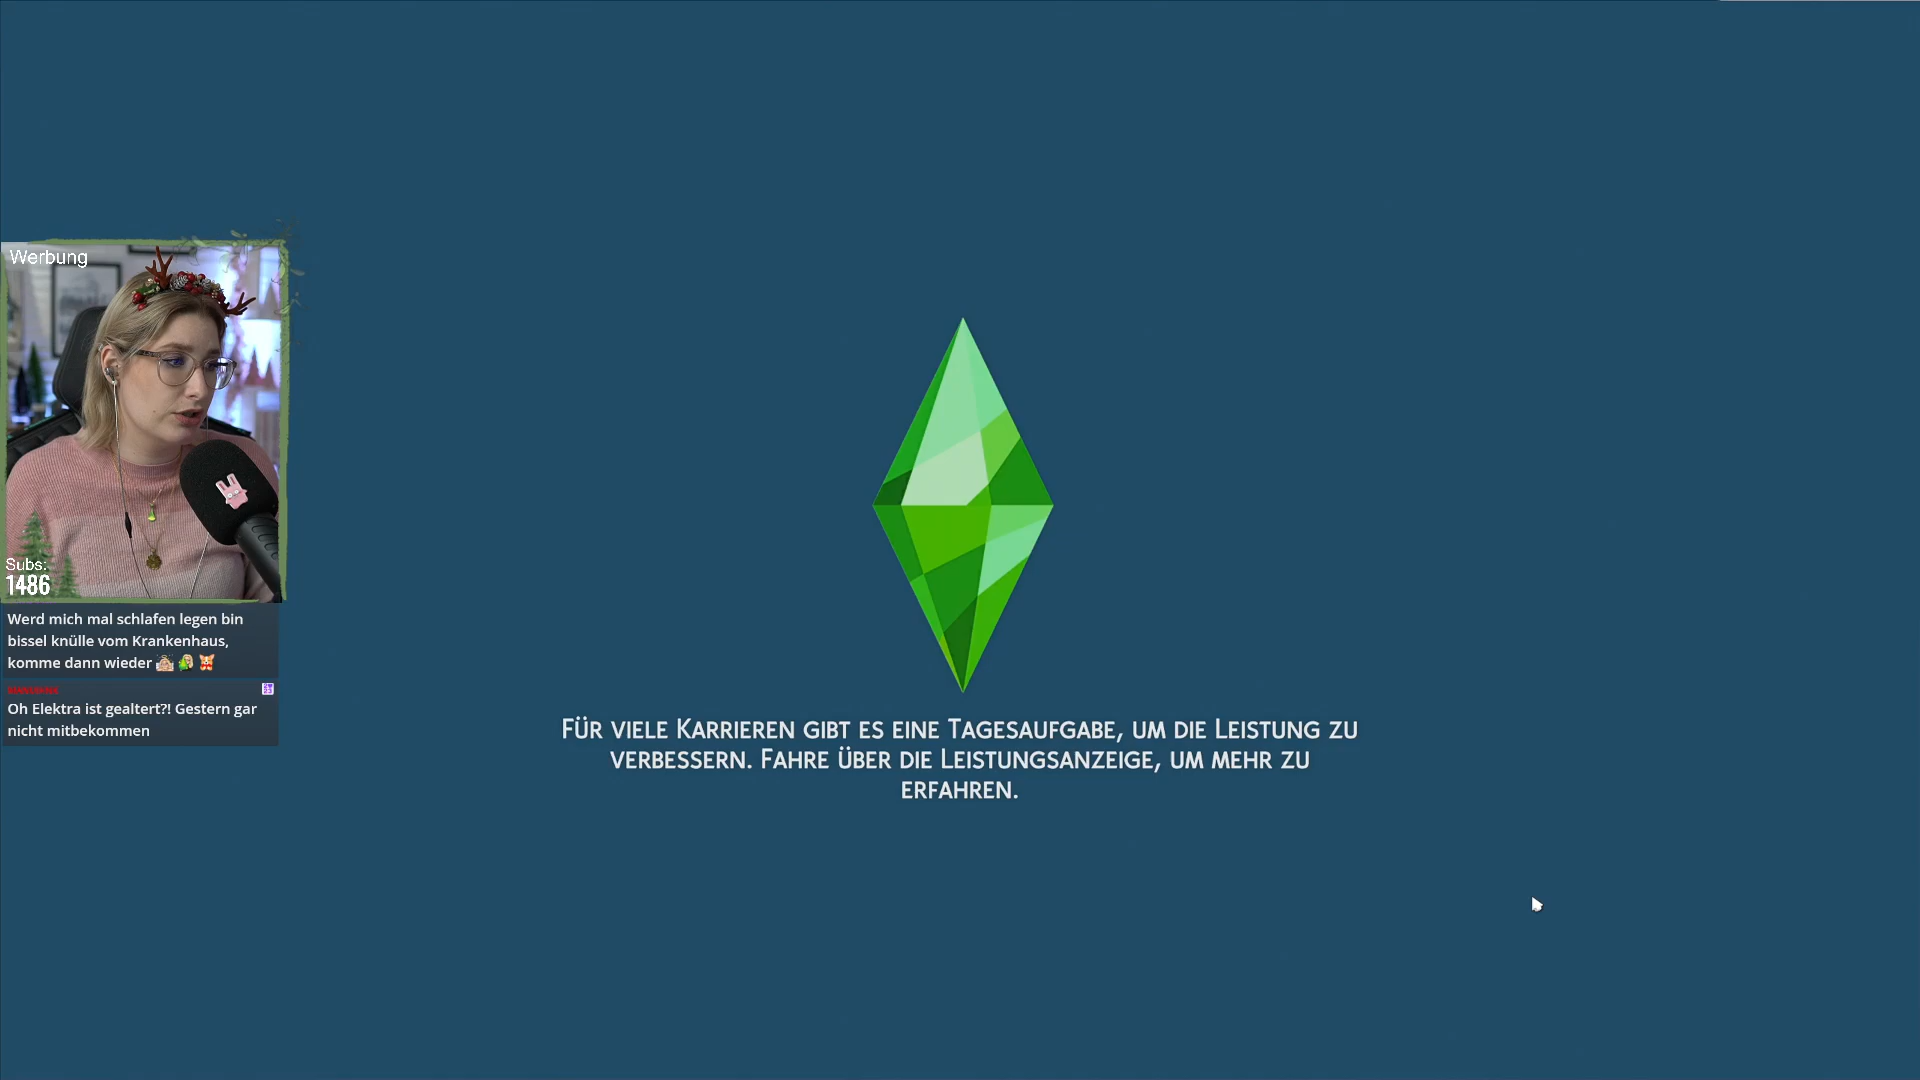 Werbung
Subs:
1486
Werd mich mal schlafen legen bin
bissel knülle vom Krankenhaus,
komme dann wieder
Oh Elektra ist gealtert?! Gestern gar
nicht mitbekommen
FÜR VIELE KARRIEREN GIBT ES EINE TAGESAUFGABE, UM DIE LEISTUNG ZU
VERBESSERN. FAHRE ÜBER DIE LEISTUNGSANZEIGE, UM MEHR ZU
ERFAHREN.